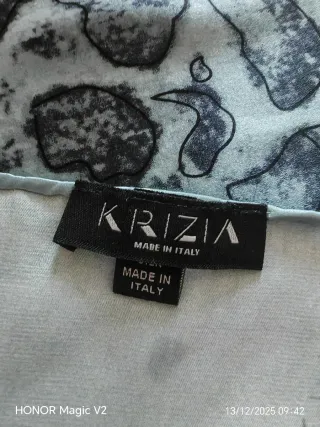 KRIZIA
MADE IN ITALY
MADE IN
ITALY
HONOR Magic V2
13/12/2025 09:42